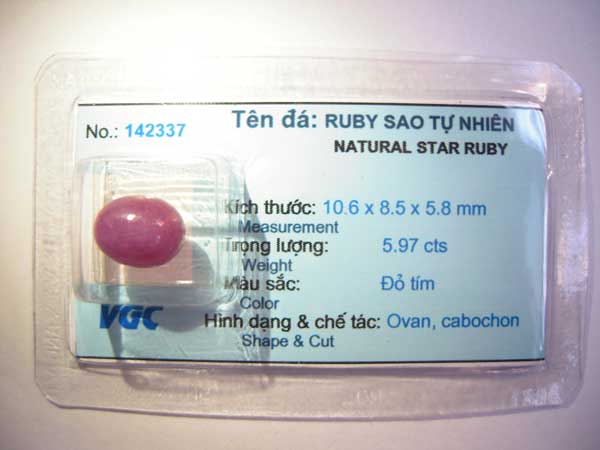 No.: 142337
Tên đá: RUBY SAO TỰ NHIÊN
NATURAL STAR RUBY
Kích thước: 10.6 x 8.5 x 5.8 mm
Measurement
Trọng lượng: 5.97 cts
Weight
Màu sắc: Đỏ tím
Color
Hình dạng & chế tác: Ovan, cabochon
Shape & Cut
VGC